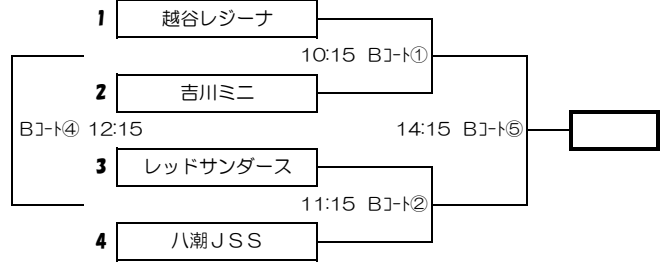 1 越谷レジーナ
10:15 Bｺｰﾄ①
2 吉川ミニ
Bｺｰﾄ④ 12:15
14:15 Bｺｰﾄ⑤
3 レッドサンダース
11:15 Bｺｰﾄ②
4 八潮ＪＳＳ